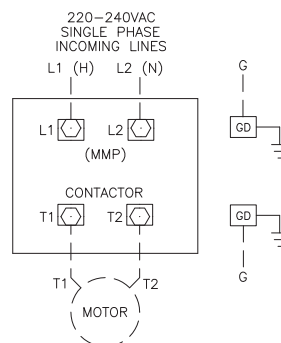 220-240VAC
SINGLE PHASE
INCOMING LINES
L1 (H) L2 (N) G
L1 L2 GD
(MMP)
CONTACTOR
T1 T2 GD
T1 T2 G
MOTOR